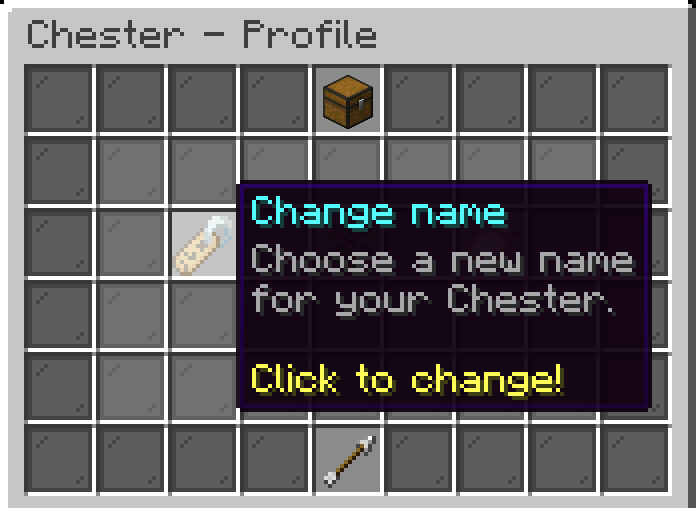 Chester - Profile
Change name
Choose a new name
for your Chester.
Click to change!